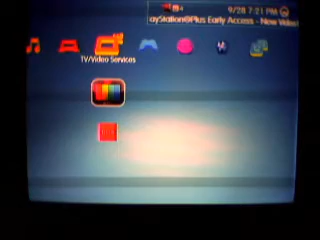 9/28 7:21 PM
ayStation®Plus Early Access - New Video
TV/Video Services